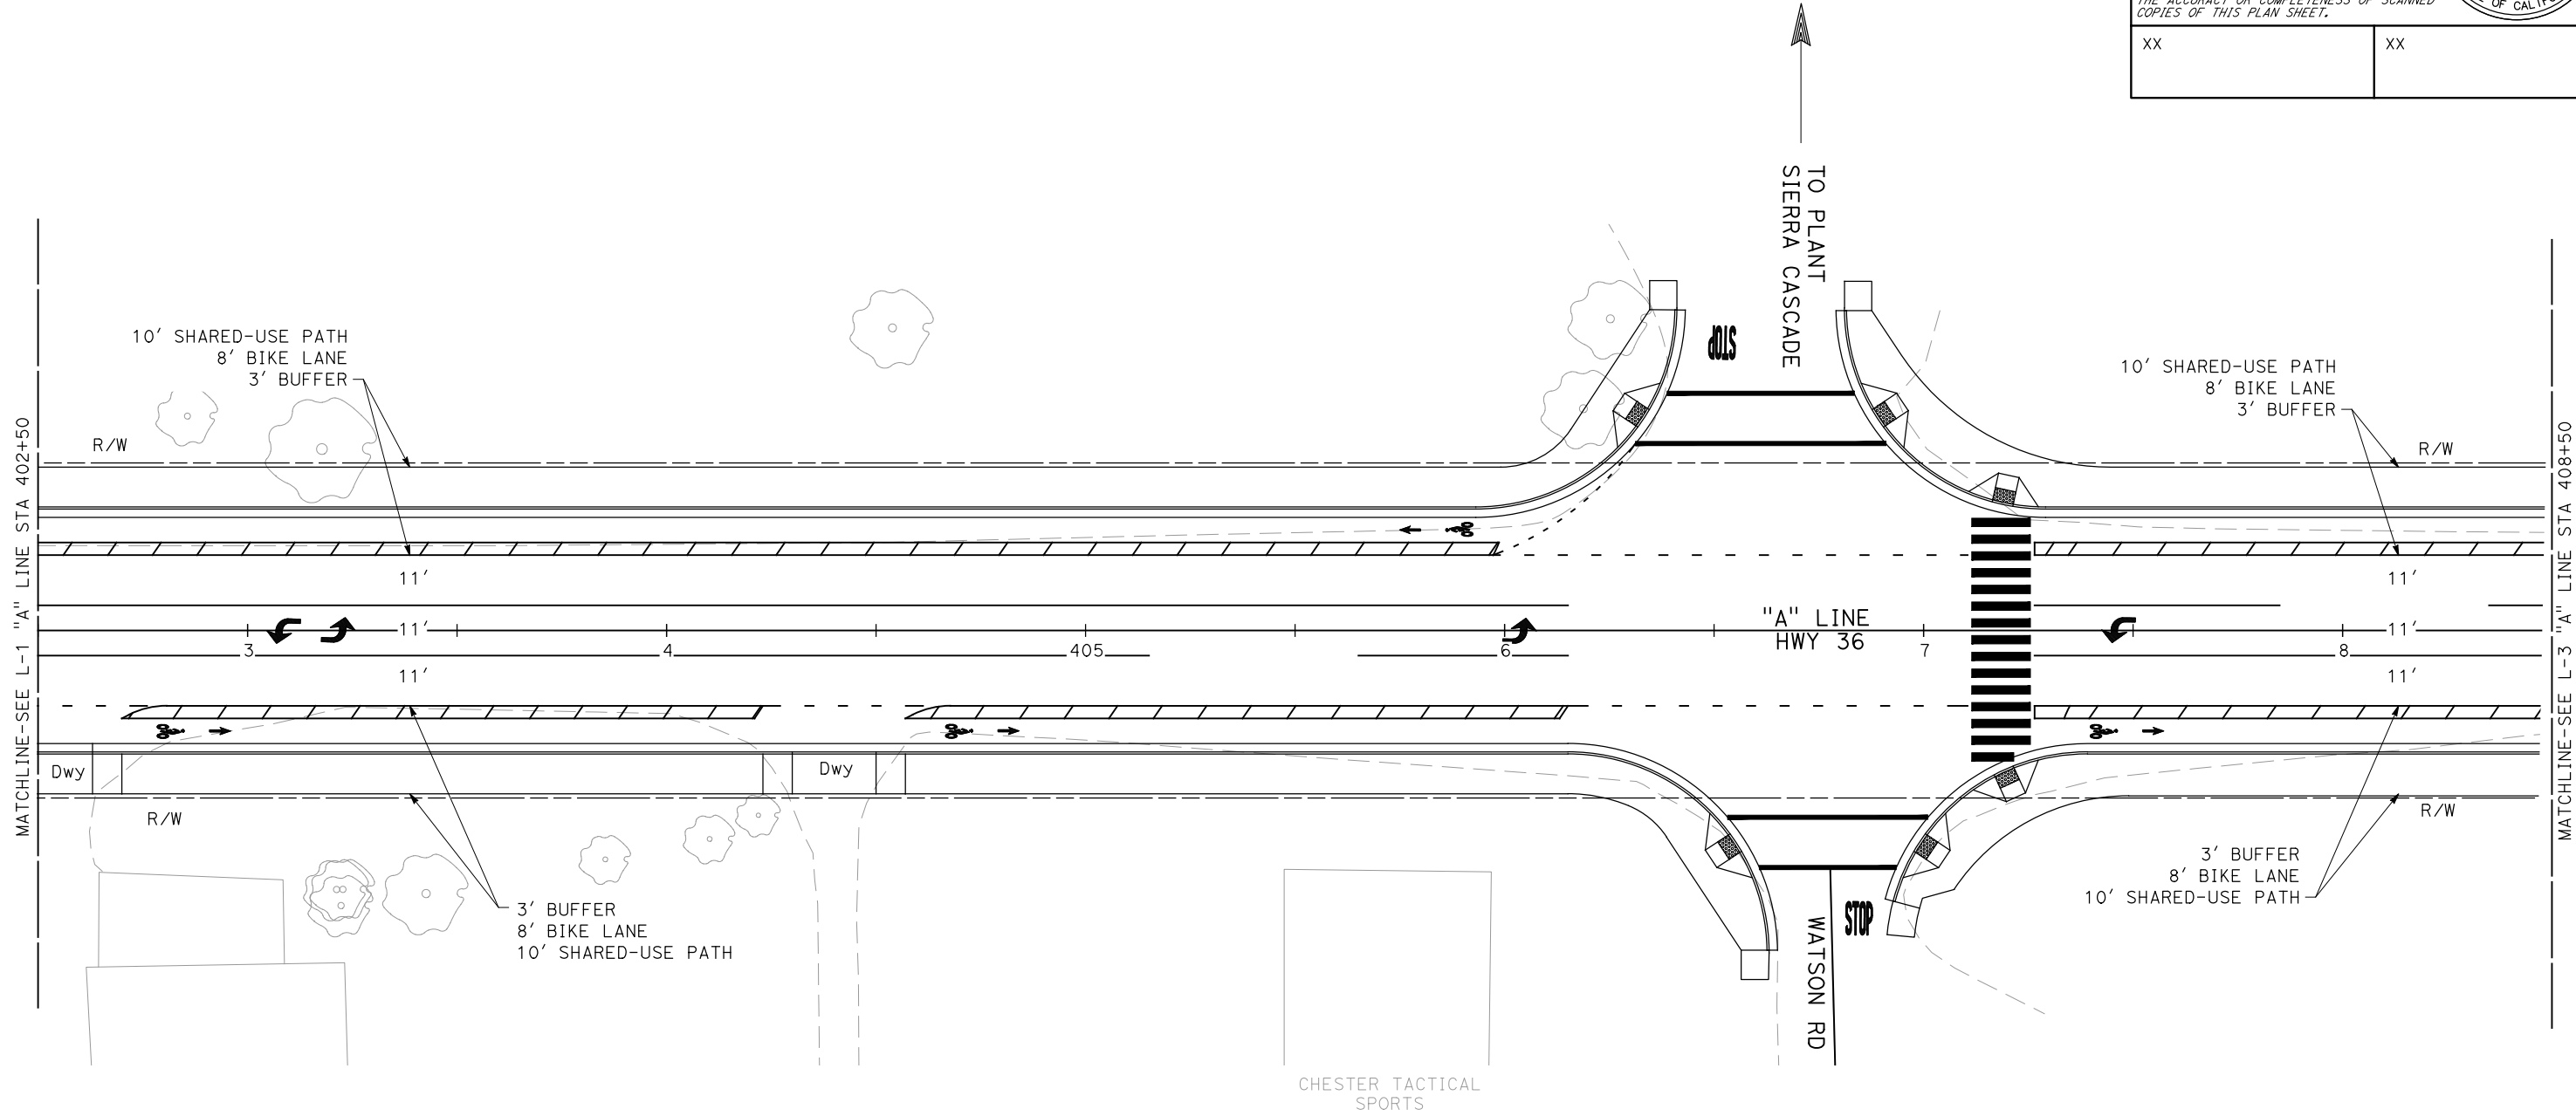 THE ACCURACY OR COMPLETENESS OF SCANNED
COPIES OF THIS PLAN SHEET.
OF CALIFO
XX
XX
TO PLANT
SIERRA CASCADE
STOP
10' SHARED-USE PATH
8' BIKE LANE
3' BUFFER
10' SHARED-USE PATH
8' BIKE LANE
3' BUFFER
R/W
R/W
MATCHLINE-SEE L-1 "A" LINE STA 402+50
MATCHLINE-SEE L-3 "A" LINE STA 408+50
11'
11'
11'
11'
11'
11'
"A" LINE
HWY 36
3
4
405
6
7
8
Dwy
Dwy
R/W
R/W
3' BUFFER
8' BIKE LANE
10' SHARED-USE PATH
3' BUFFER
8' BIKE LANE
10' SHARED-USE PATH
STOP
WATSON RD
CHESTER TACTICAL
SPORTS